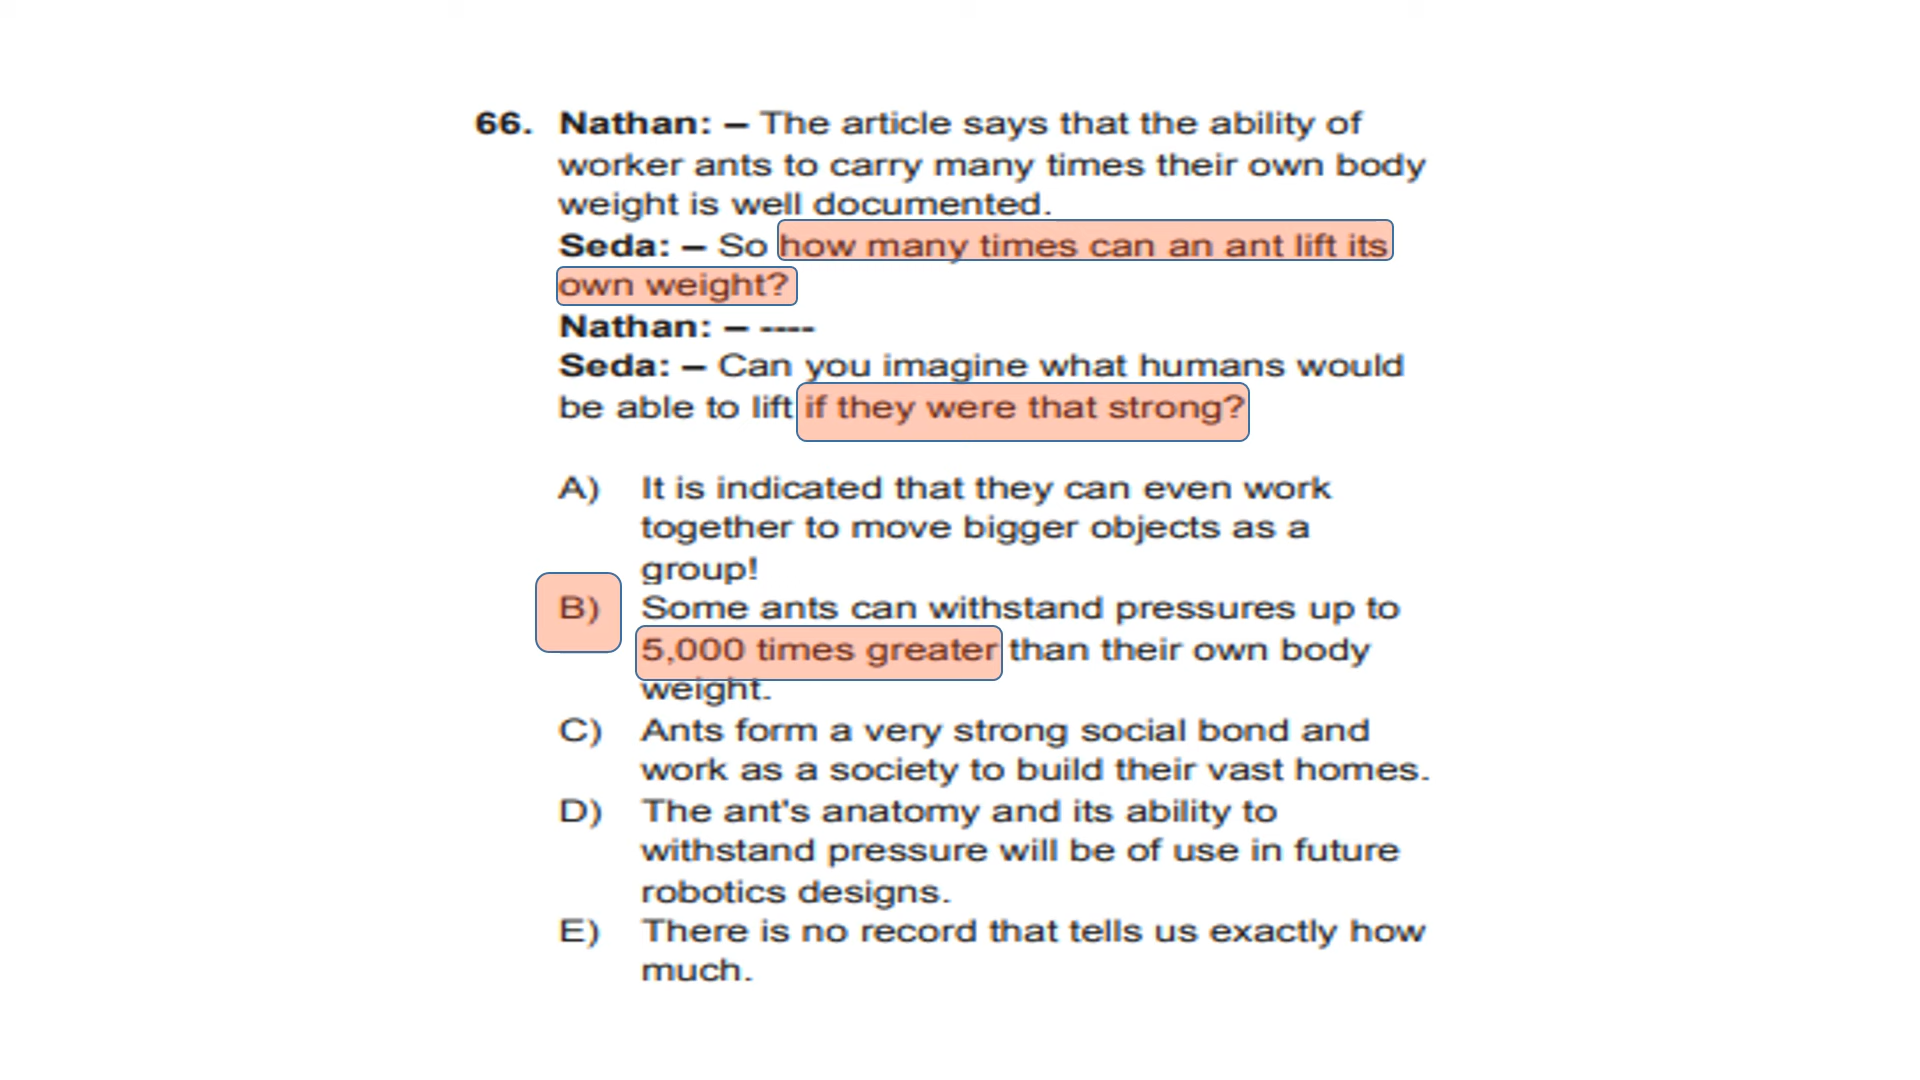 66. Nathan: – The article says that the ability of
worker ants to carry many times their own body
weight is well documented.
Seda: – So how many times can an ant lift its
own weight?
Nathan: – ----
Seda: – Can you imagine what humans would
be able to lift if they were that strong?
A) It is indicated that they can even work
together to move bigger objects as a
group!
B) Some ants can withstand pressures up to
5,000 times greater than their own body
weight.
C) Ants form a very strong social bond and
work as a society to build their vast homes.
D) The ant's anatomy and its ability to
withstand pressure will be of use in future
robotics designs.
E) There is no record that tells us exactly how
much.